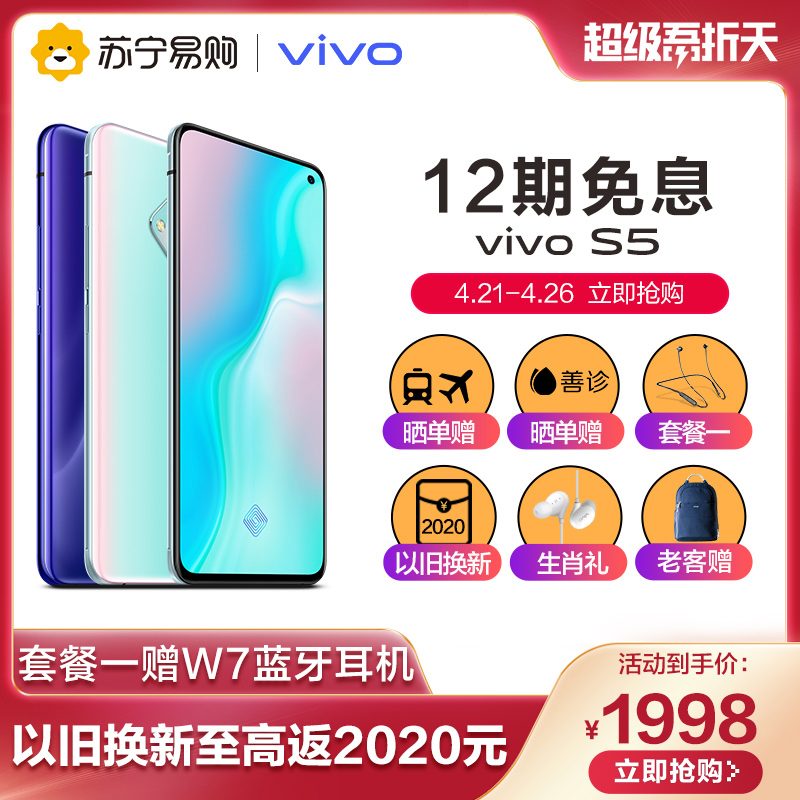 苏宁易购 | vivo
超级吾折天
12期免息
vivo S5
4.21-4.26 立即抢购
善诊
晒单赠
晒单赠
套餐一
¥
2020
以旧换新
生肖礼
老客赠
套餐一赠W7蓝牙耳机
以旧换新至高返2020元
活动到手价：
¥1998
立即抢购>